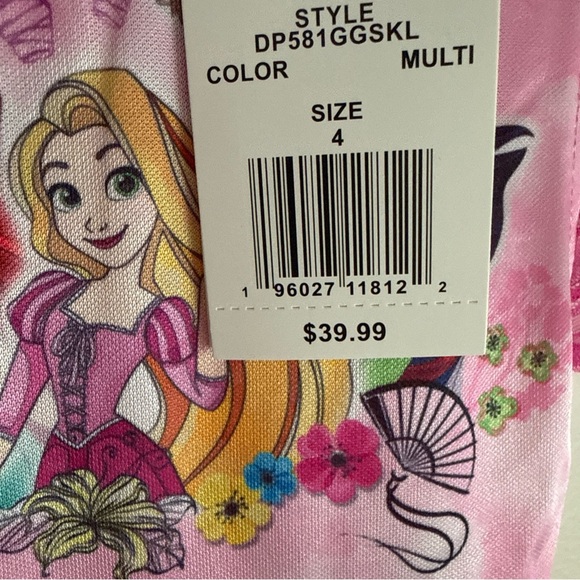 STYLE
DP581GGSKL
COLOR MULTI
SIZE
4
1 96027 11812 2
$39.99